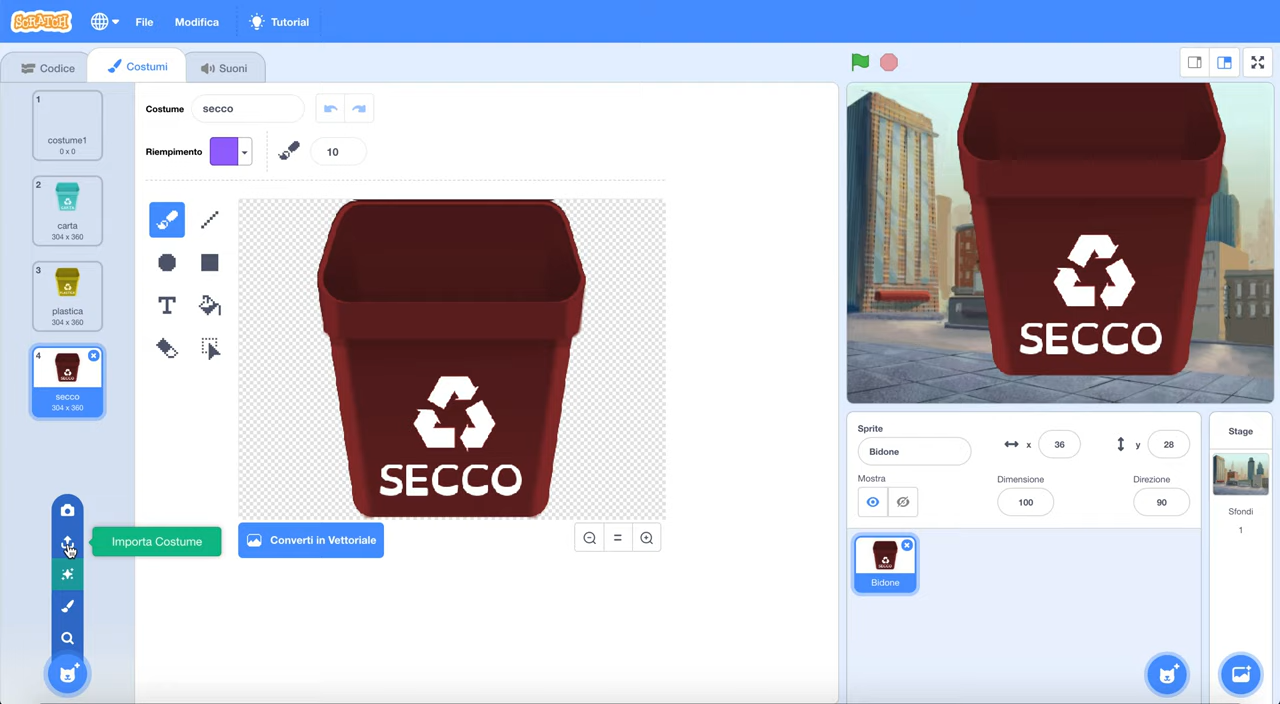 SCRATCH
File
Modifica
Tutorial
Codice
Costumi
Suoni
1
costume1
0 x 0
2
carta
304 x 360
3
plastica
304 x 360
4
secco
304 x 360
Importa Costume
Costume
secco
Riempimento
10
SECCO
Converti in Vettoriale
SECCO
Sprite
Bidone
x
36
y
28
Mostra
Dimensione
100
Direzione
90
Bidone
Stage
Sfondi
1